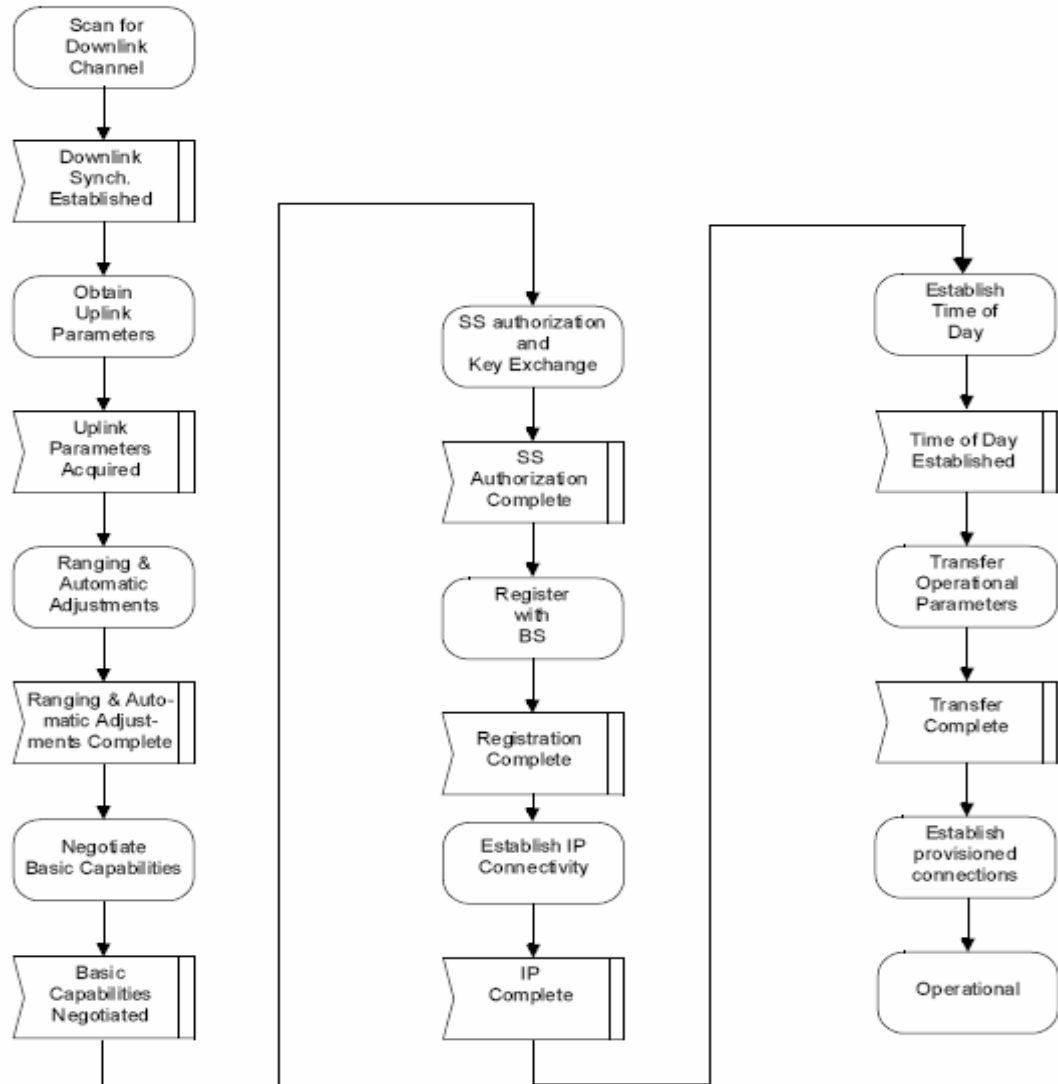 Scan for
Downlink
Channel
Downlink
Synch.
Established
Obtain
Uplink
Parameters
Uplink
Parameters
Acquired
Ranging &
Automatic
Adjustments
Ranging & Auto-
matic Adjust-
ments Complete
Negotiate
Basic Capabilities
Basic
Capabilities
Negotiated
SS authorization
and
Key Exchange
SS
Authorization
Complete
Register
with
BS
Registration
Complete
Establish IP
Connectivity
IP
Complete
Establish
Time of
Day
Time of Day
Established
Transfer
Operational
Parameters
Transfer
Complete
Establish
provisioned
connections
Operational